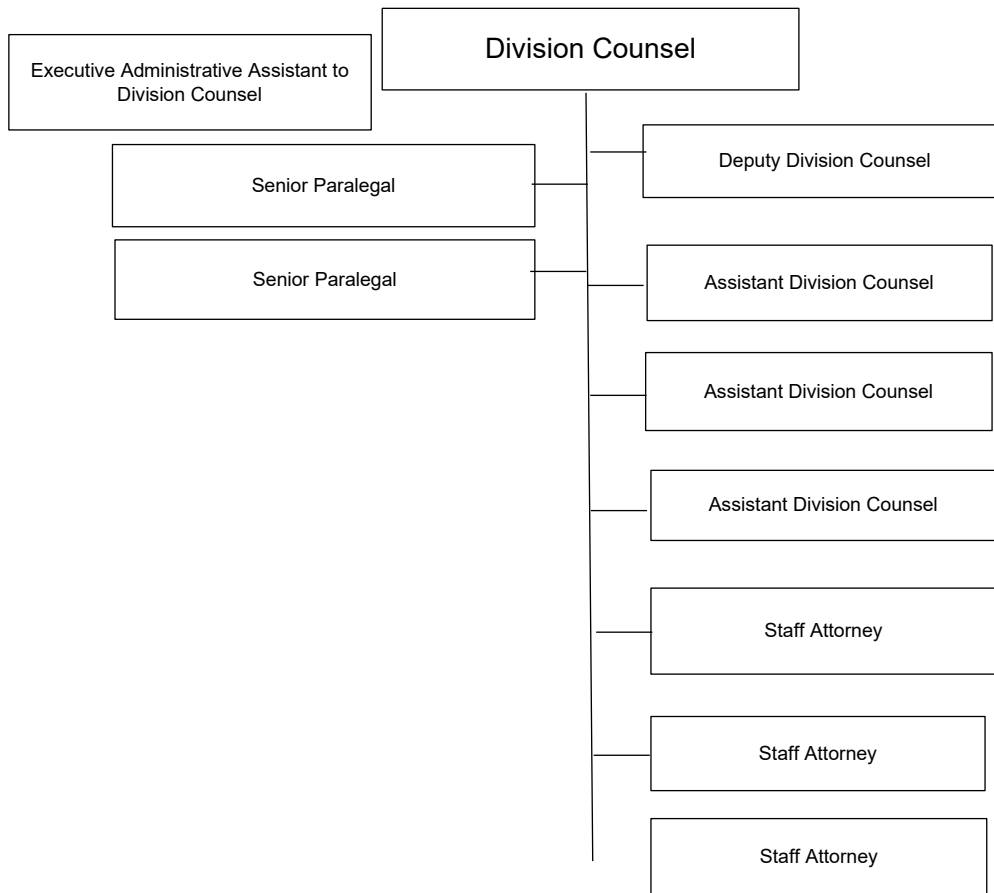 Division Counsel
Executive Administrative Assistant to
Division Counsel
Deputy Division Counsel
Senior Paralegal
Senior Paralegal
Assistant Division Counsel
Assistant Division Counsel
Assistant Division Counsel
Staff Attorney
Staff Attorney
Staff Attorney